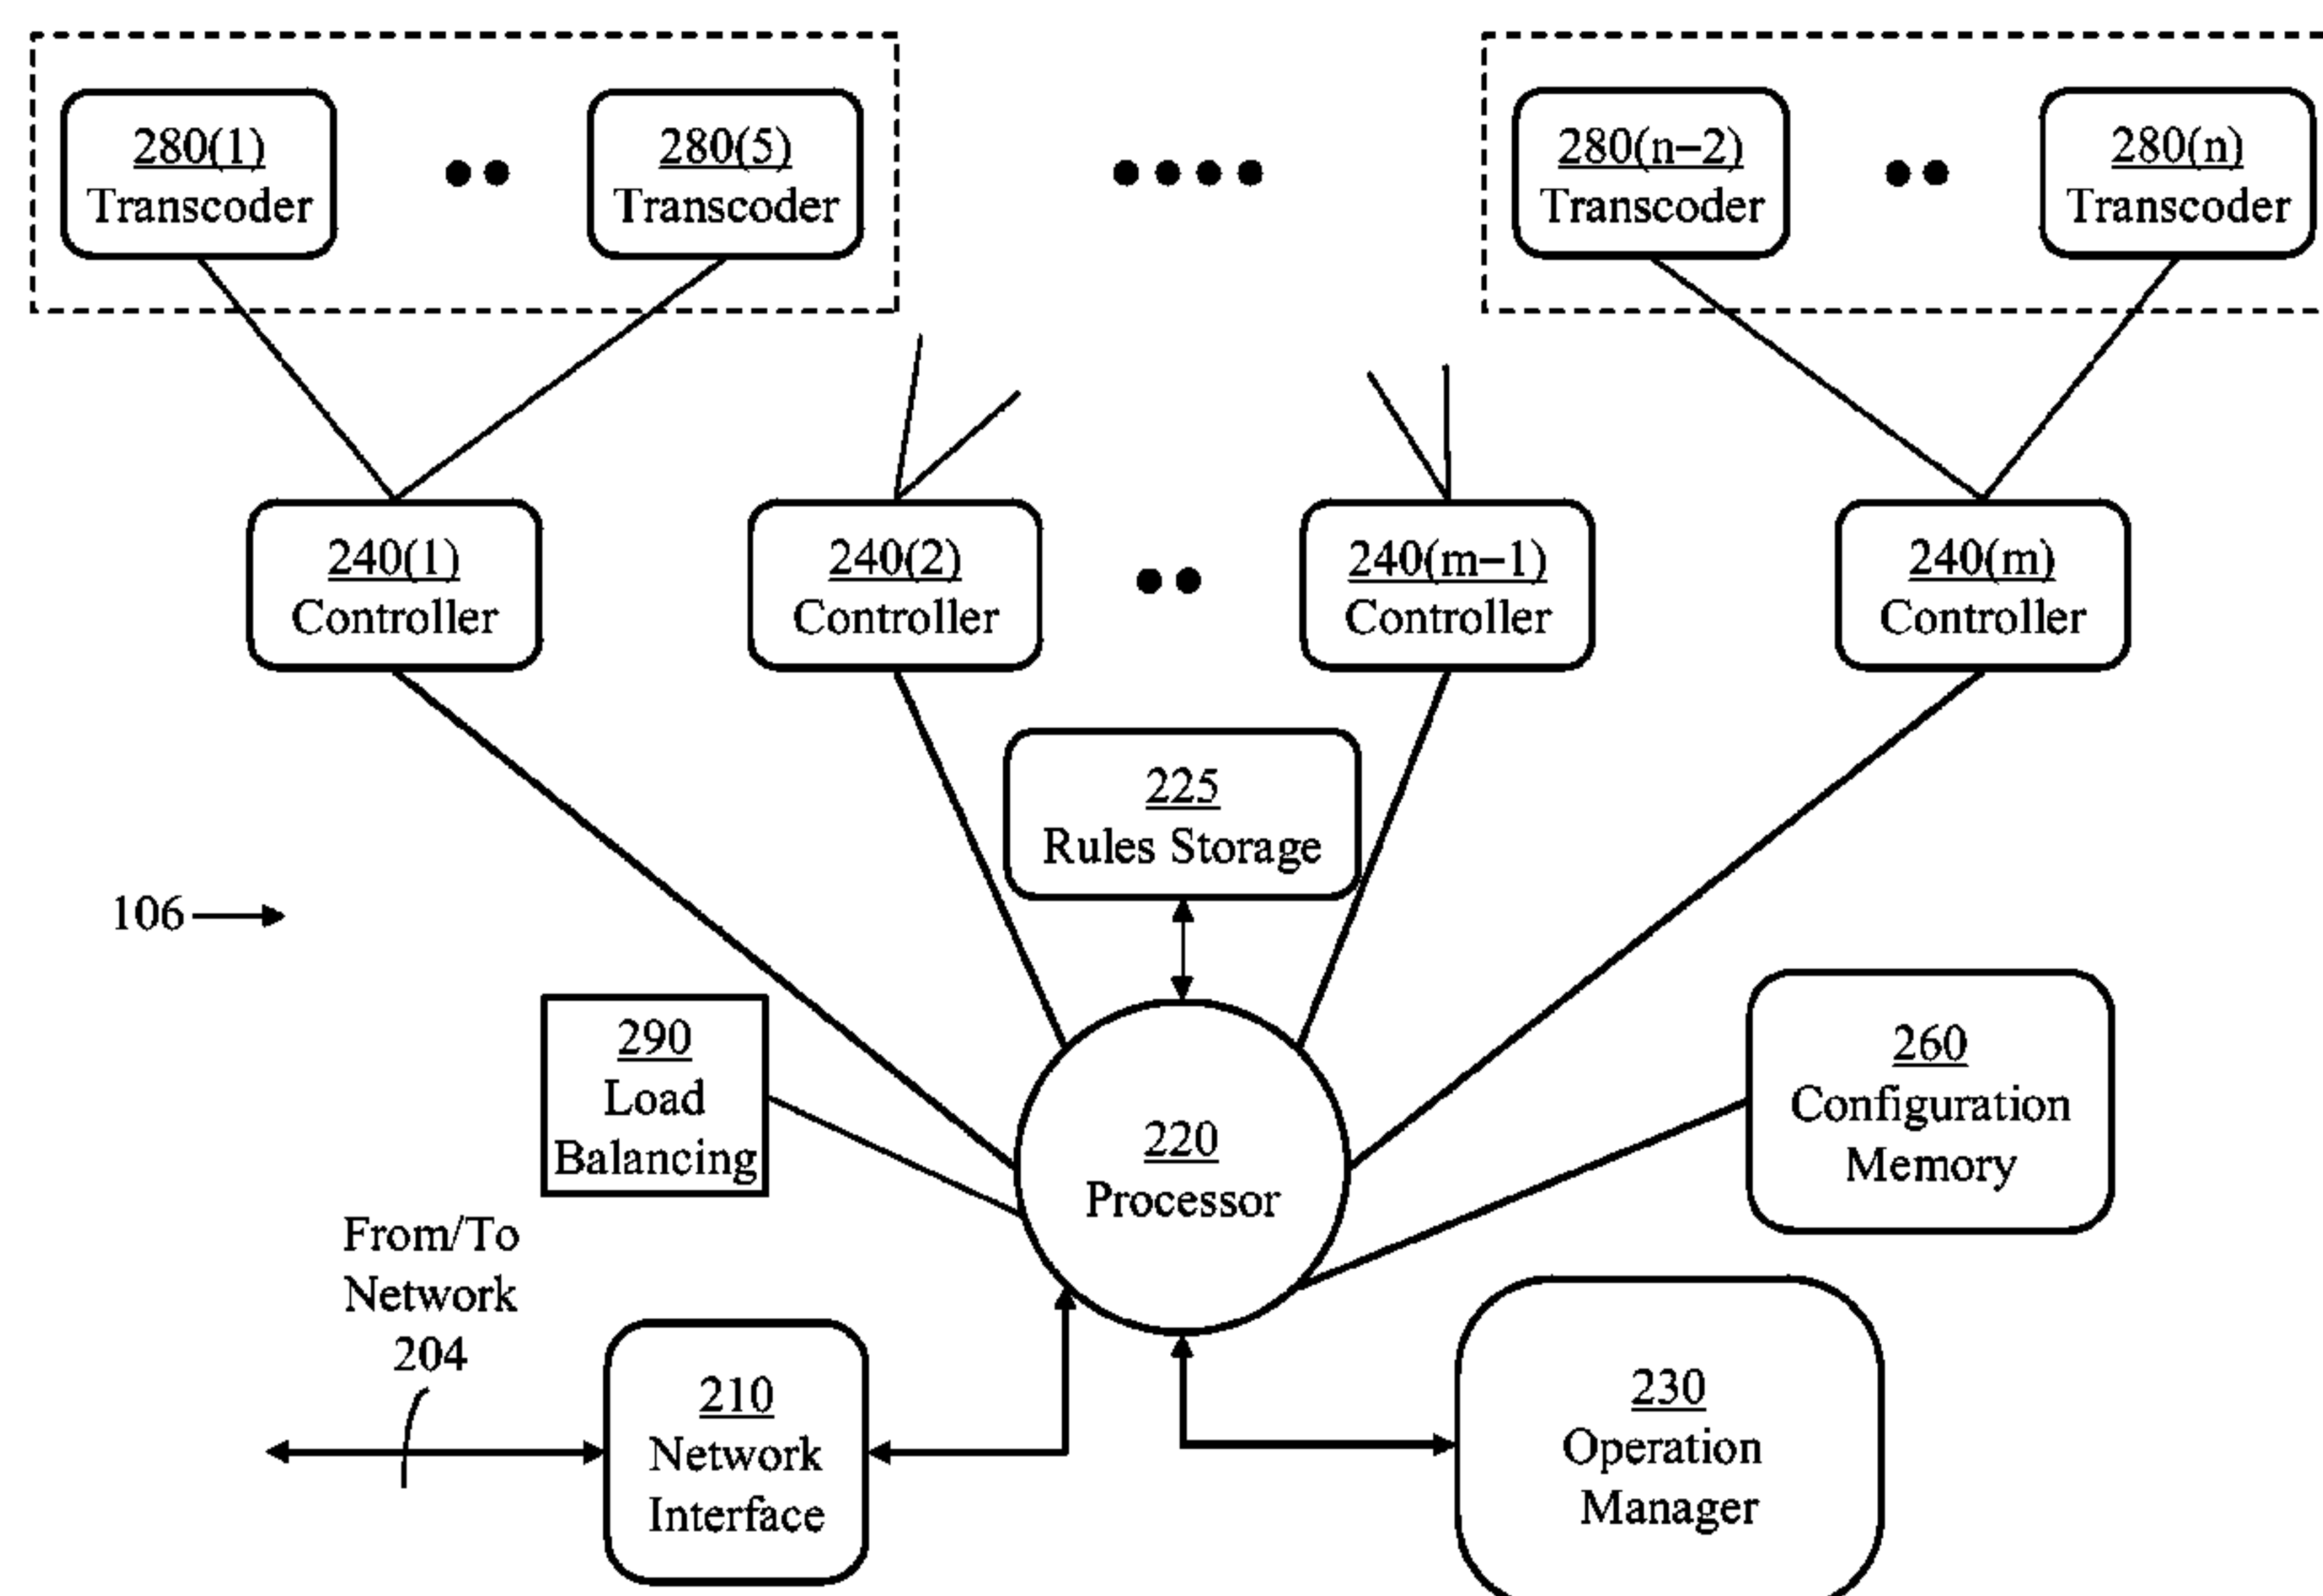 280(1)
Transcoder
280(5)
Transcoder
280(n−2)
Transcoder
280(n)
Transcoder
240(1)
Controller
240(2)
Controller
240(m−1)
Controller
240(m)
Controller
225
Rules Storage
106
290
Load
Balancing
220
Processor
260
Configuration
Memory
From/To
Network
204
210
Network
Interface
230
Operation
Manager